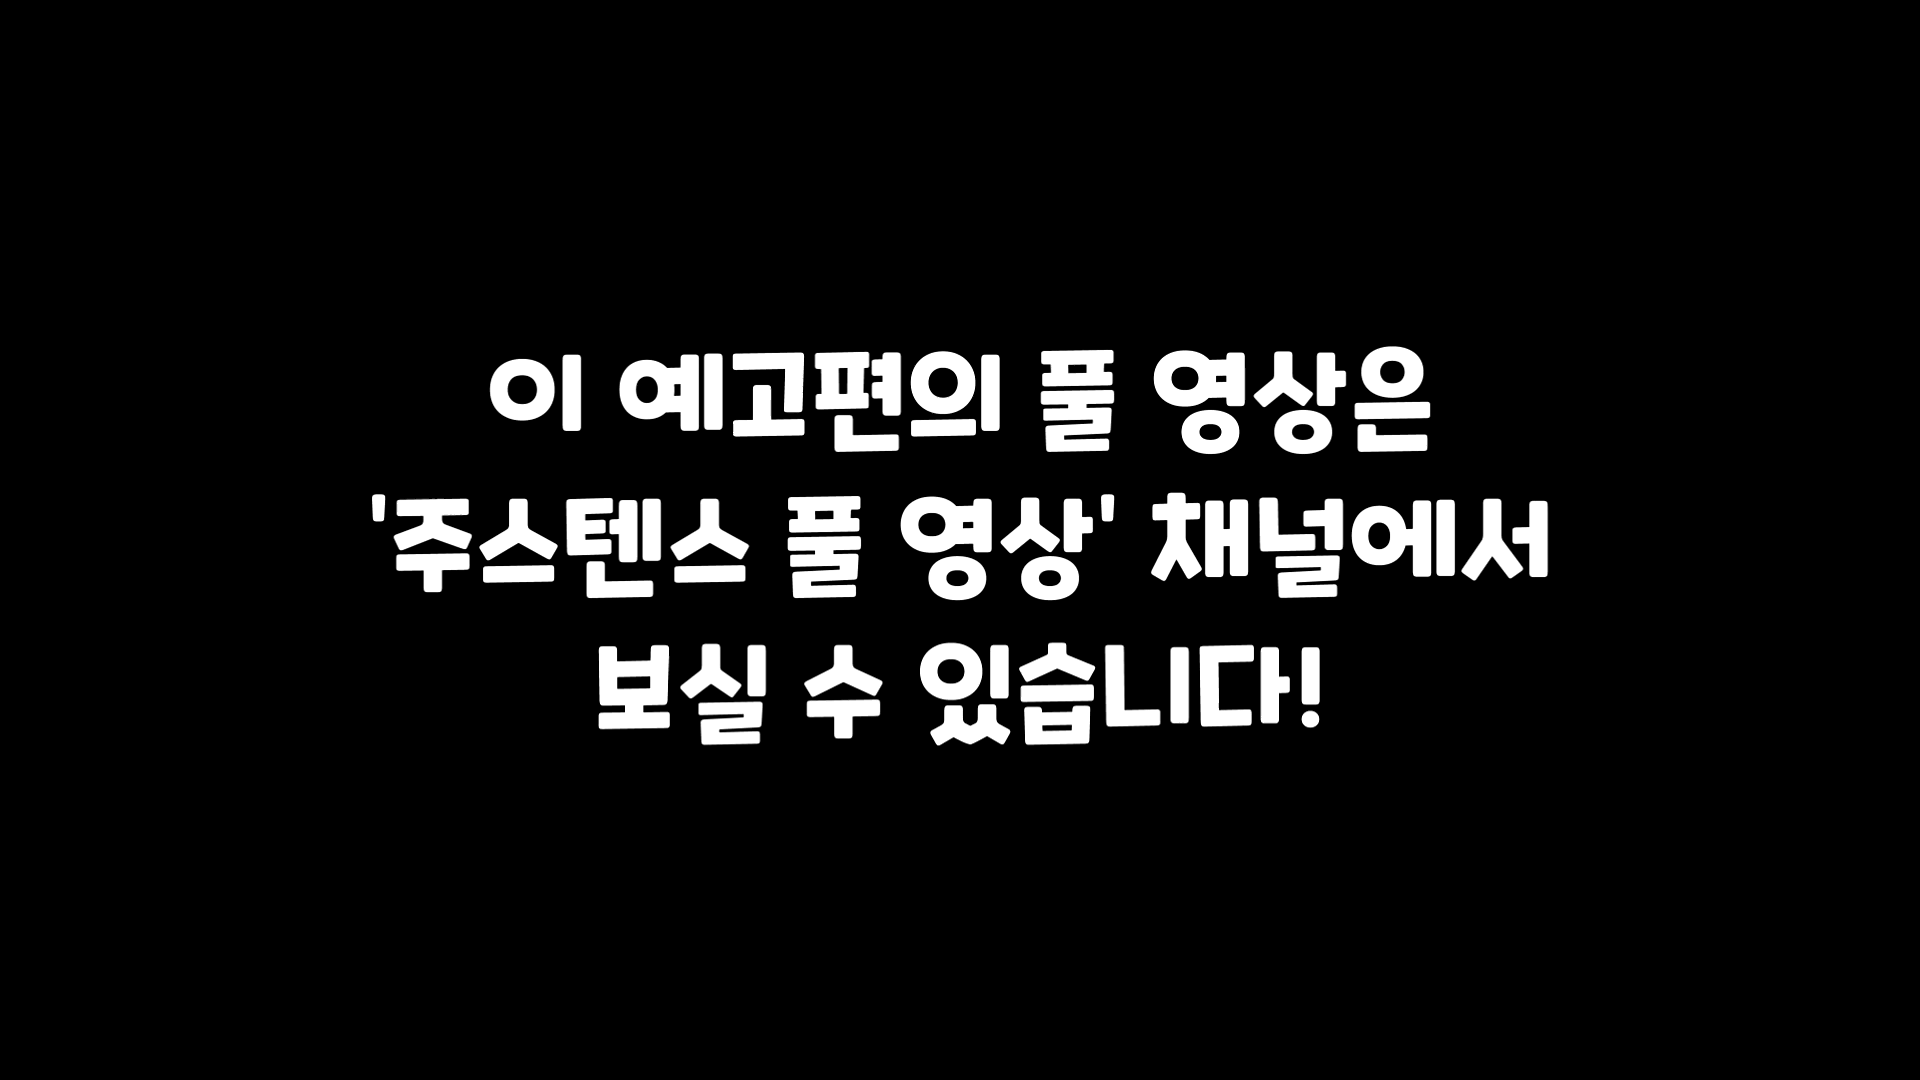 이 예고편의 풀 영상은
'주스텐스 풀 영상' 채널에서
보실 수 있습니다!